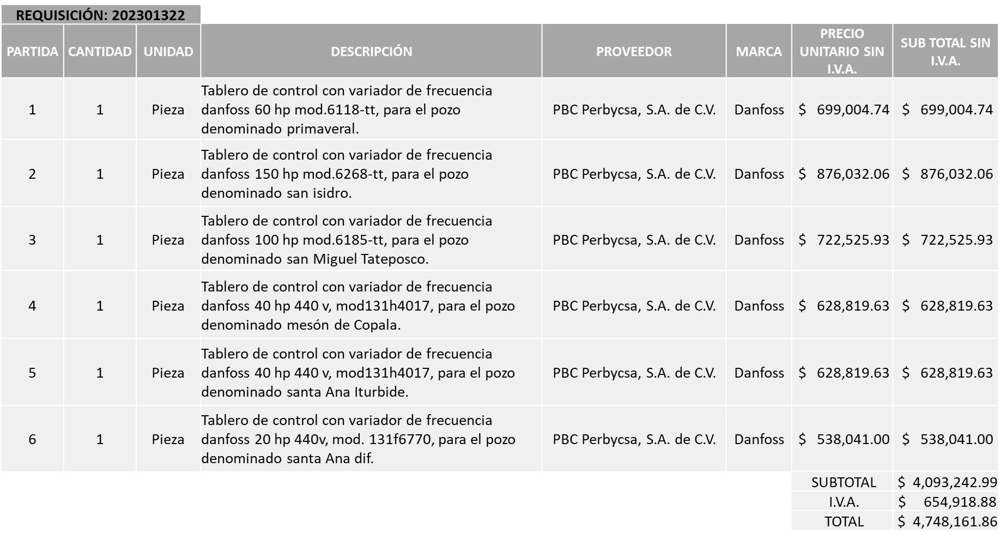 REQUISICIÓN: 202301322
PARTIDA CANTIDAD UNIDAD DESCRIPCIÓN PROVEEDOR MARCA PRECIO UNITARIO SIN I.V.A. SUB TOTAL SIN I.V.A.
1 1 Pieza Tablero de control con variador de frecuencia
danfoss 60 hp mod.6118-tt, para el pozo
denominado primaveral.
PBC Perbycsa, S.A. de C.V. Danfoss $ 699,004.74 $ 699,004.74
2 1 Pieza Tablero de control con variador de frecuencia
danfoss 150 hp mod.6268-tt, para el pozo
denominado san isidro.
PBC Perbycsa, S.A. de C.V. Danfoss $ 876,032.06 $ 876,032.06
3 1 Pieza Tablero de control con variador de frecuencia
danfoss 100 hp mod.6185-tt, para el pozo
denominado san Miguel Tateposco.
PBC Perbycsa, S.A. de C.V. Danfoss $ 722,525.93 $ 722,525.93
4 1 Pieza Tablero de control con variador de frecuencia
danfoss 40 hp 440 v, mod131h4017, para el pozo
denominado mesón de Copala.
PBC Perbycsa, S.A. de C.V. Danfoss $ 628,819.63 $ 628,819.63
5 1 Pieza Tablero de control con variador de frecuencia
danfoss 40 hp 440 v, mod131h4017, para el pozo
denominado santa Ana Iturbide.
PBC Perbycsa, S.A. de C.V. Danfoss $ 628,819.63 $ 628,819.63
6 1 Pieza Tablero de control con variador de frecuencia
danfoss 20 hp 440v, mod. 131f6770, para el pozo
denominado santa Ana dif.
PBC Perbycsa, S.A. de C.V. Danfoss $ 538,041.00 $ 538,041.00
SUBTOTAL $ 4,093,242.99
I.V.A. $ 654,918.88
TOTAL $ 4,748,161.86